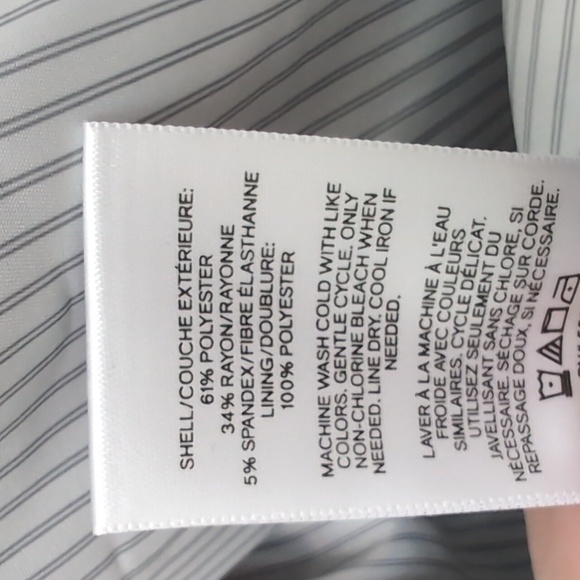 SHELL/COUCHE EXTÉRIEURE:
61% POLYESTER
34% RAYON/RAYONNE
5% SPANDEX/FIBRE ÉLASTHANNE
LINING/DOUBLURE:
100% POLYESTER
MACHINE WASH COLD WITH LIKE
COLORS. GENTLE CYCLE. ONLY
NON-CHLORINE BLEACH WHEN
NEEDED. LINE DRY. COOL IRON IF
NEEDED.
LAVER À LA MACHINE À L'EAU
FROIDE AVEC COULEURS
SIMILAIRES. CYCLE DÉLICAT.
UTILISEZ SEULEMENT DU
JAVELLISANT SANS CHLORE, SI
NÉCESSAIRE. SÉCHAGE SUR CORDE.
REPASSAGE DOUX, SI NÉCESSAIRE.